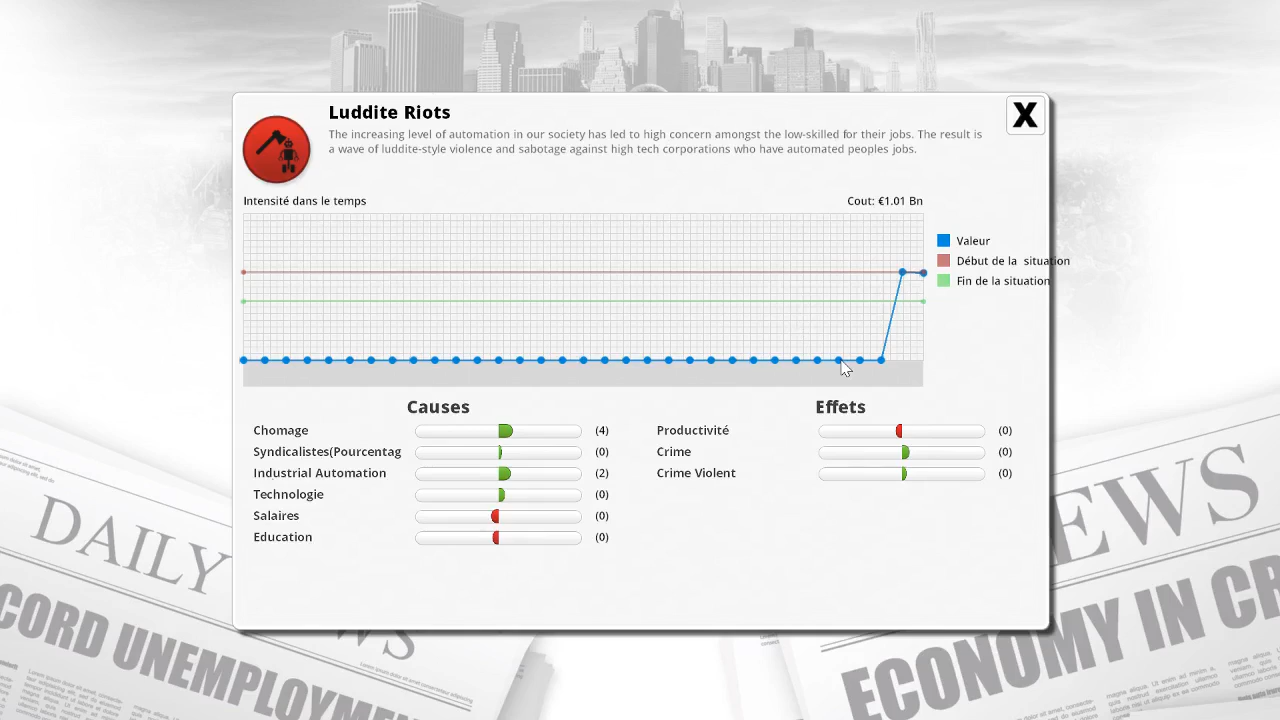 Luddite Riots
X
The increasing level of automation in our society has led to high concern amongst the low-skilled for their jobs. The result is
a wave of luddite-style violence and sabotage against high tech corporations who have automated peoples jobs.
Intensité dans le temps
Cout: €1.01 Bn
Valeur
Début de la  situation
Fin de la situation
Causes
Chomage (4)
Syndicalistes(Pourcentag (0)
Industrial Automation (2)
Technologie (0)
Salaires (0)
Education (0)
Effets
Productivité (0)
Crime (0)
Crime Violent (0)
DAILY
NEWS
CORD UNEMPLOYME
EWS
ECONOMY IN CR